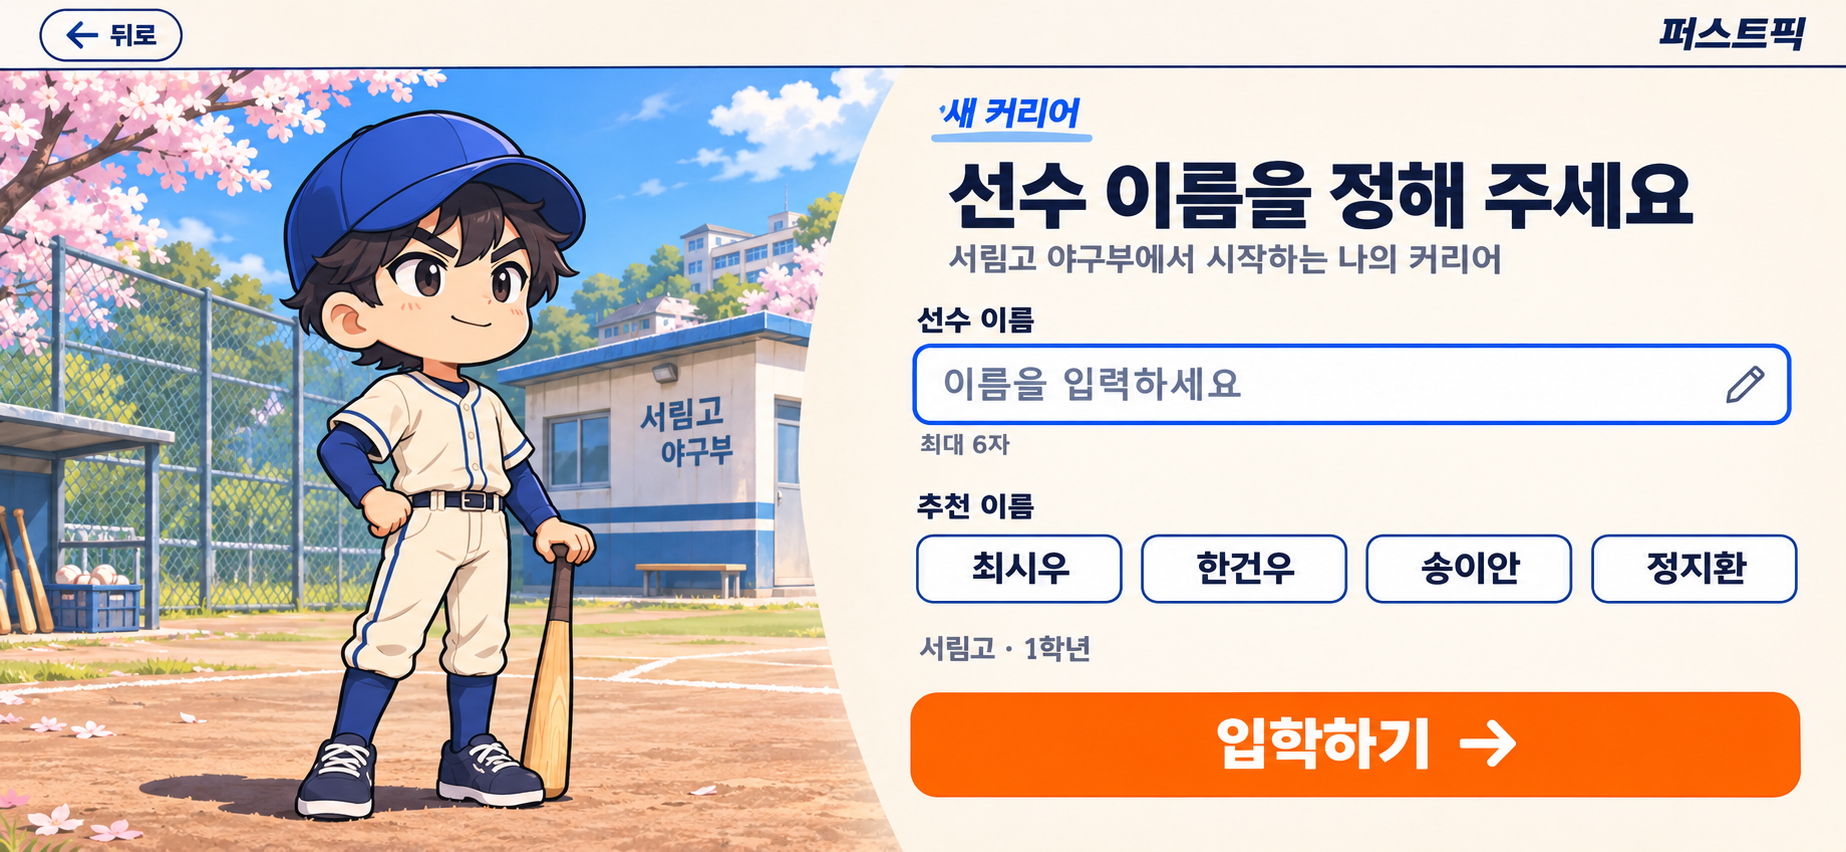 뒤로
퍼스트픽
새 커리어
선수 이름을 정해 주세요
서림고 야구부에서 시작하는 나의 커리어
선수 이름
이름을 입력하세요
최대 6자
추천 이름
최시우
한건우
송이안
정지환
서림고 · 1학년
입학하기
서림고
야구부